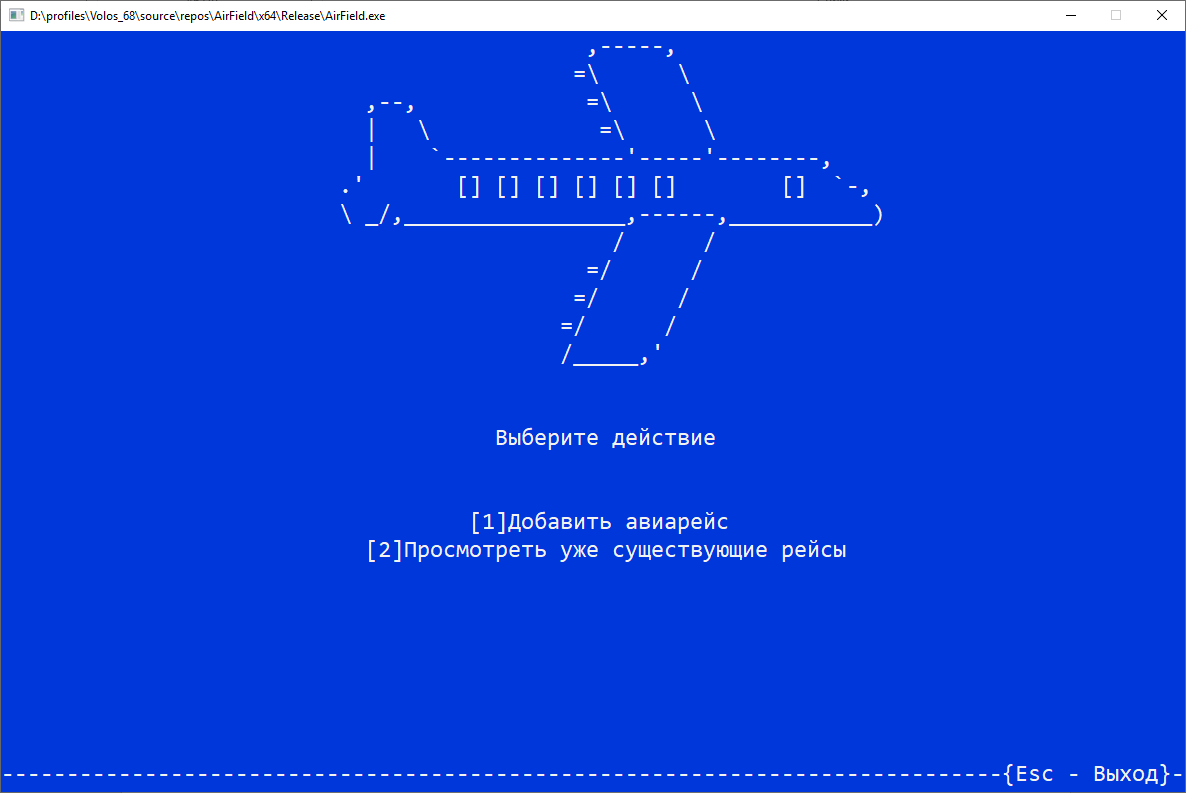 D:\profiles\Volos_68\source\repos\AirField\x64\Release\AirField.exe
Выберите действие
[1]Добавить авиарейс
[2]Просмотреть уже существующие рейсы
{Esc - Выход}